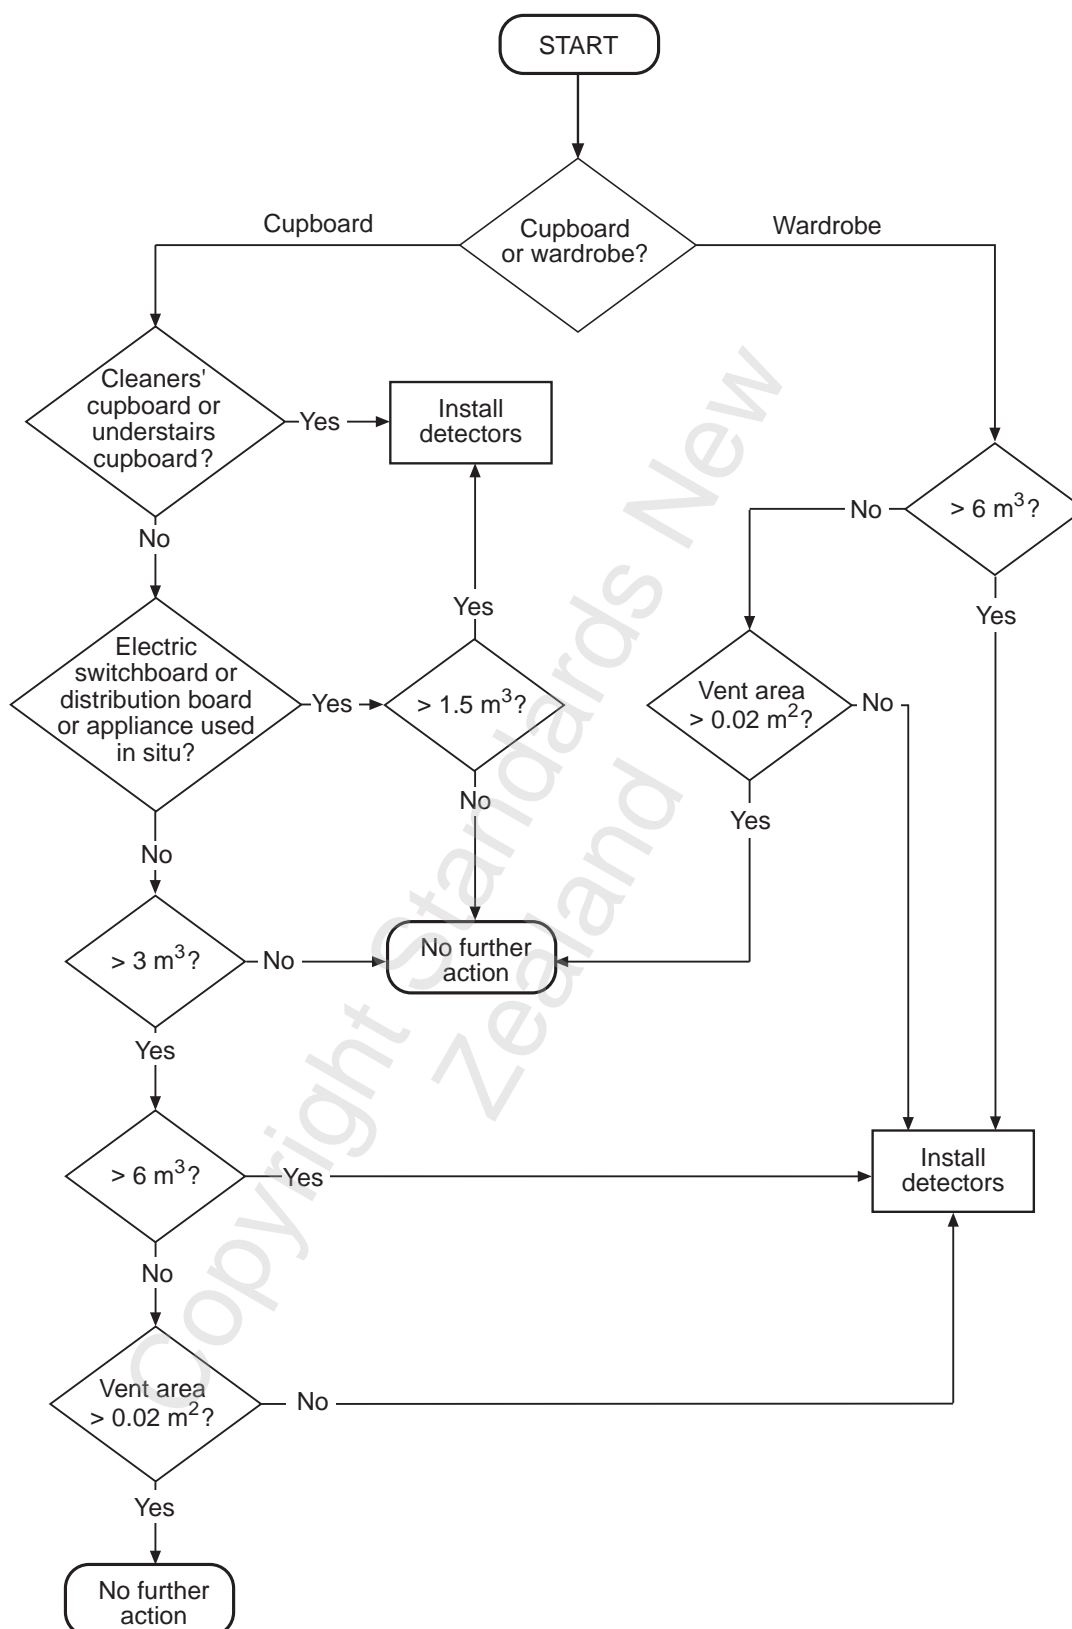 START
Cupboard
Cupboard
or wardrobe?
Wardrobe
Cleaners'
cupboard or
understairs
cupboard?
Yes
Install
detectors
No
> 6 m³?
No
Yes
Electric
switchboard or
distribution board
or appliance used
in situ?
Yes
> 1.5 m³?
Yes
No
Vent area
> 0.02 m²?
No
Yes
No
> 3 m³?
No
No further
action
Yes
> 6 m³?
Yes
Install
detectors
No
Vent area
> 0.02 m²?
No
Yes
No further
action
Copyright Standards New
Zealand